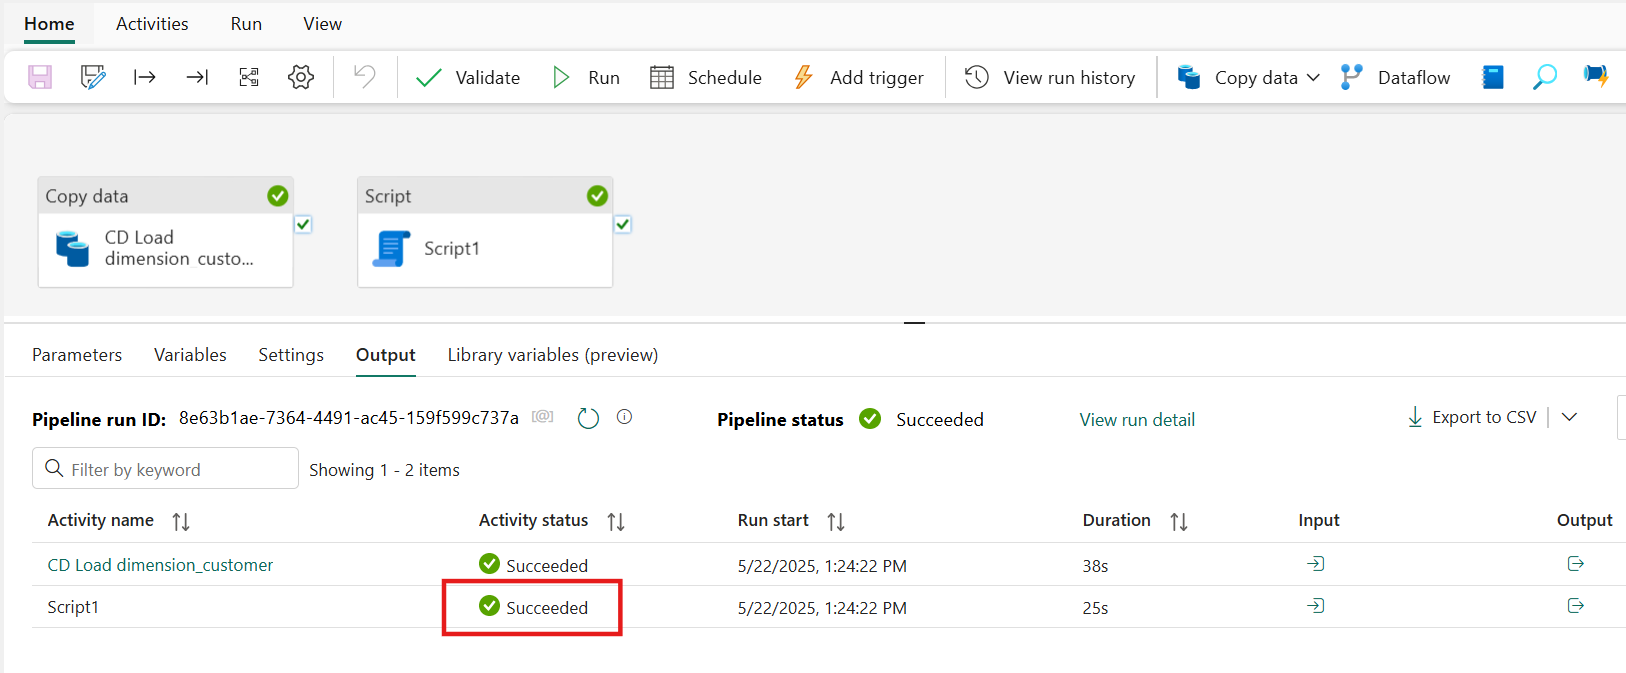 Home Activities Run View
Validate Run Schedule Add trigger View run history Copy data Dataflow
Copy data
CD Load
dimension_custo...
Script
Script1
Parameters Variables Settings Output Library variables (preview)
Pipeline run ID: 8e63b1ae-7364-4491-ac45-159f599c737a [@] Pipeline status Succeeded View run detail Export to CSV
Filter by keyword Showing 1 - 2 items
Activity name Activity status Run start Duration Input Output
CD Load dimension_customer Succeeded 5/22/2025, 1:24:22 PM 38s
Script1 Succeeded 5/22/2025, 1:24:22 PM 25s